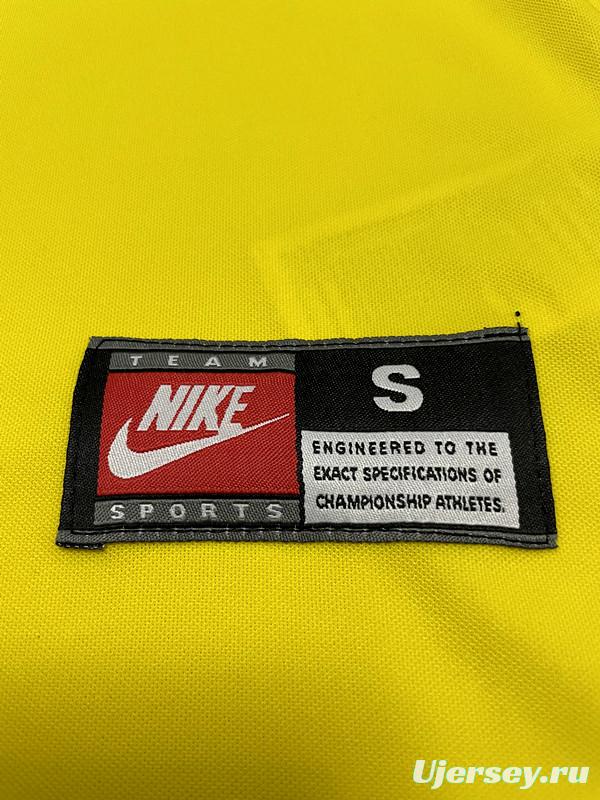 TEAM
NIKE
SPORTS
S
ENGINEERED TO THE
EXACT SPECIFICATIONS OF
CHAMPIONSHIP ATHLETES.
Ujersey.ru